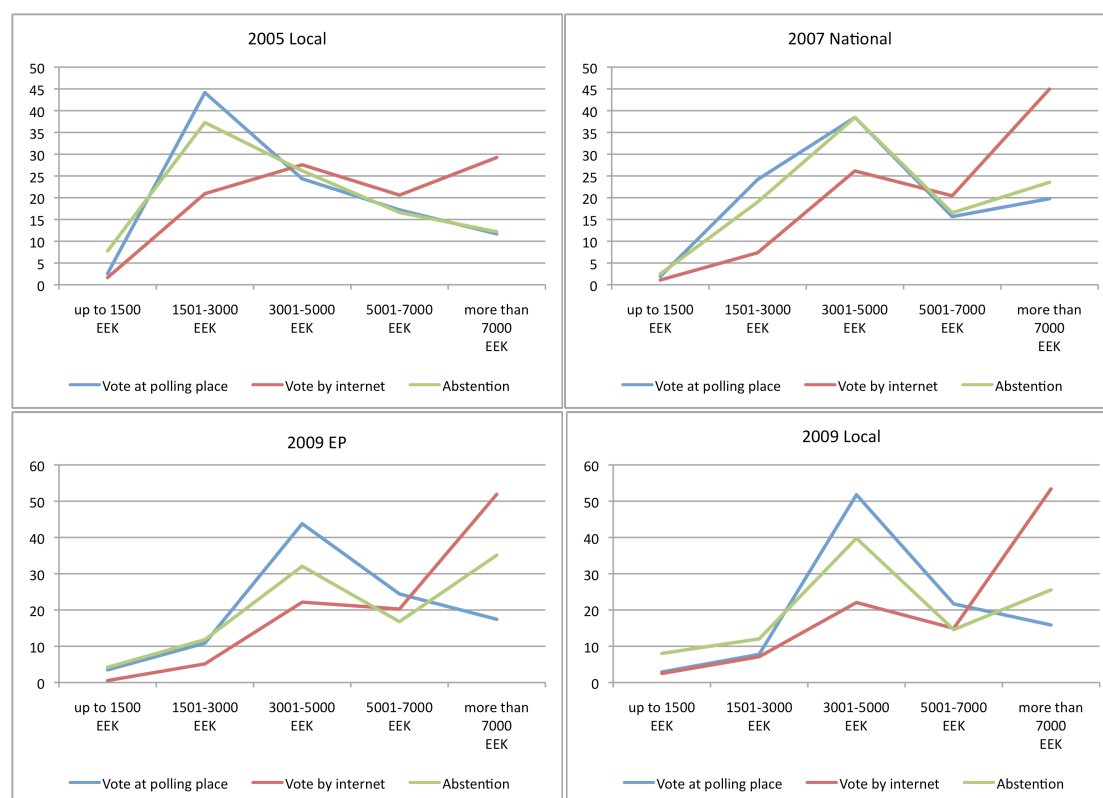 2005 Local
50
45
40
35
30
25
20
15
10
5
0
up to 1500 EEK
1501-3000 EEK
3001-5000 EEK
5001-7000 EEK
more than 7000 EEK
Vote at polling place
Vote by internet
Abstention
2007 National
50
45
40
35
30
25
20
15
10
5
0
up to 1500 EEK
1501-3000 EEK
3001-5000 EEK
5001-7000 EEK
more than 7000 EEK
Vote at polling place
Vote by internet
Abstention
2009 EP
60
50
40
30
20
10
0
up to 1500 EEK
1501-3000 EEK
3001-5000 EEK
5001-7000 EEK
more than 7000 EEK
Vote at polling place
Vote by internet
Abstention
2009 Local
60
50
40
30
20
10
0
up to 1500 EEK
1501-3000 EEK
3001-5000 EEK
5001-7000 EEK
more than 7000 EEK
Vote at polling place
Vote by internet
Abstention